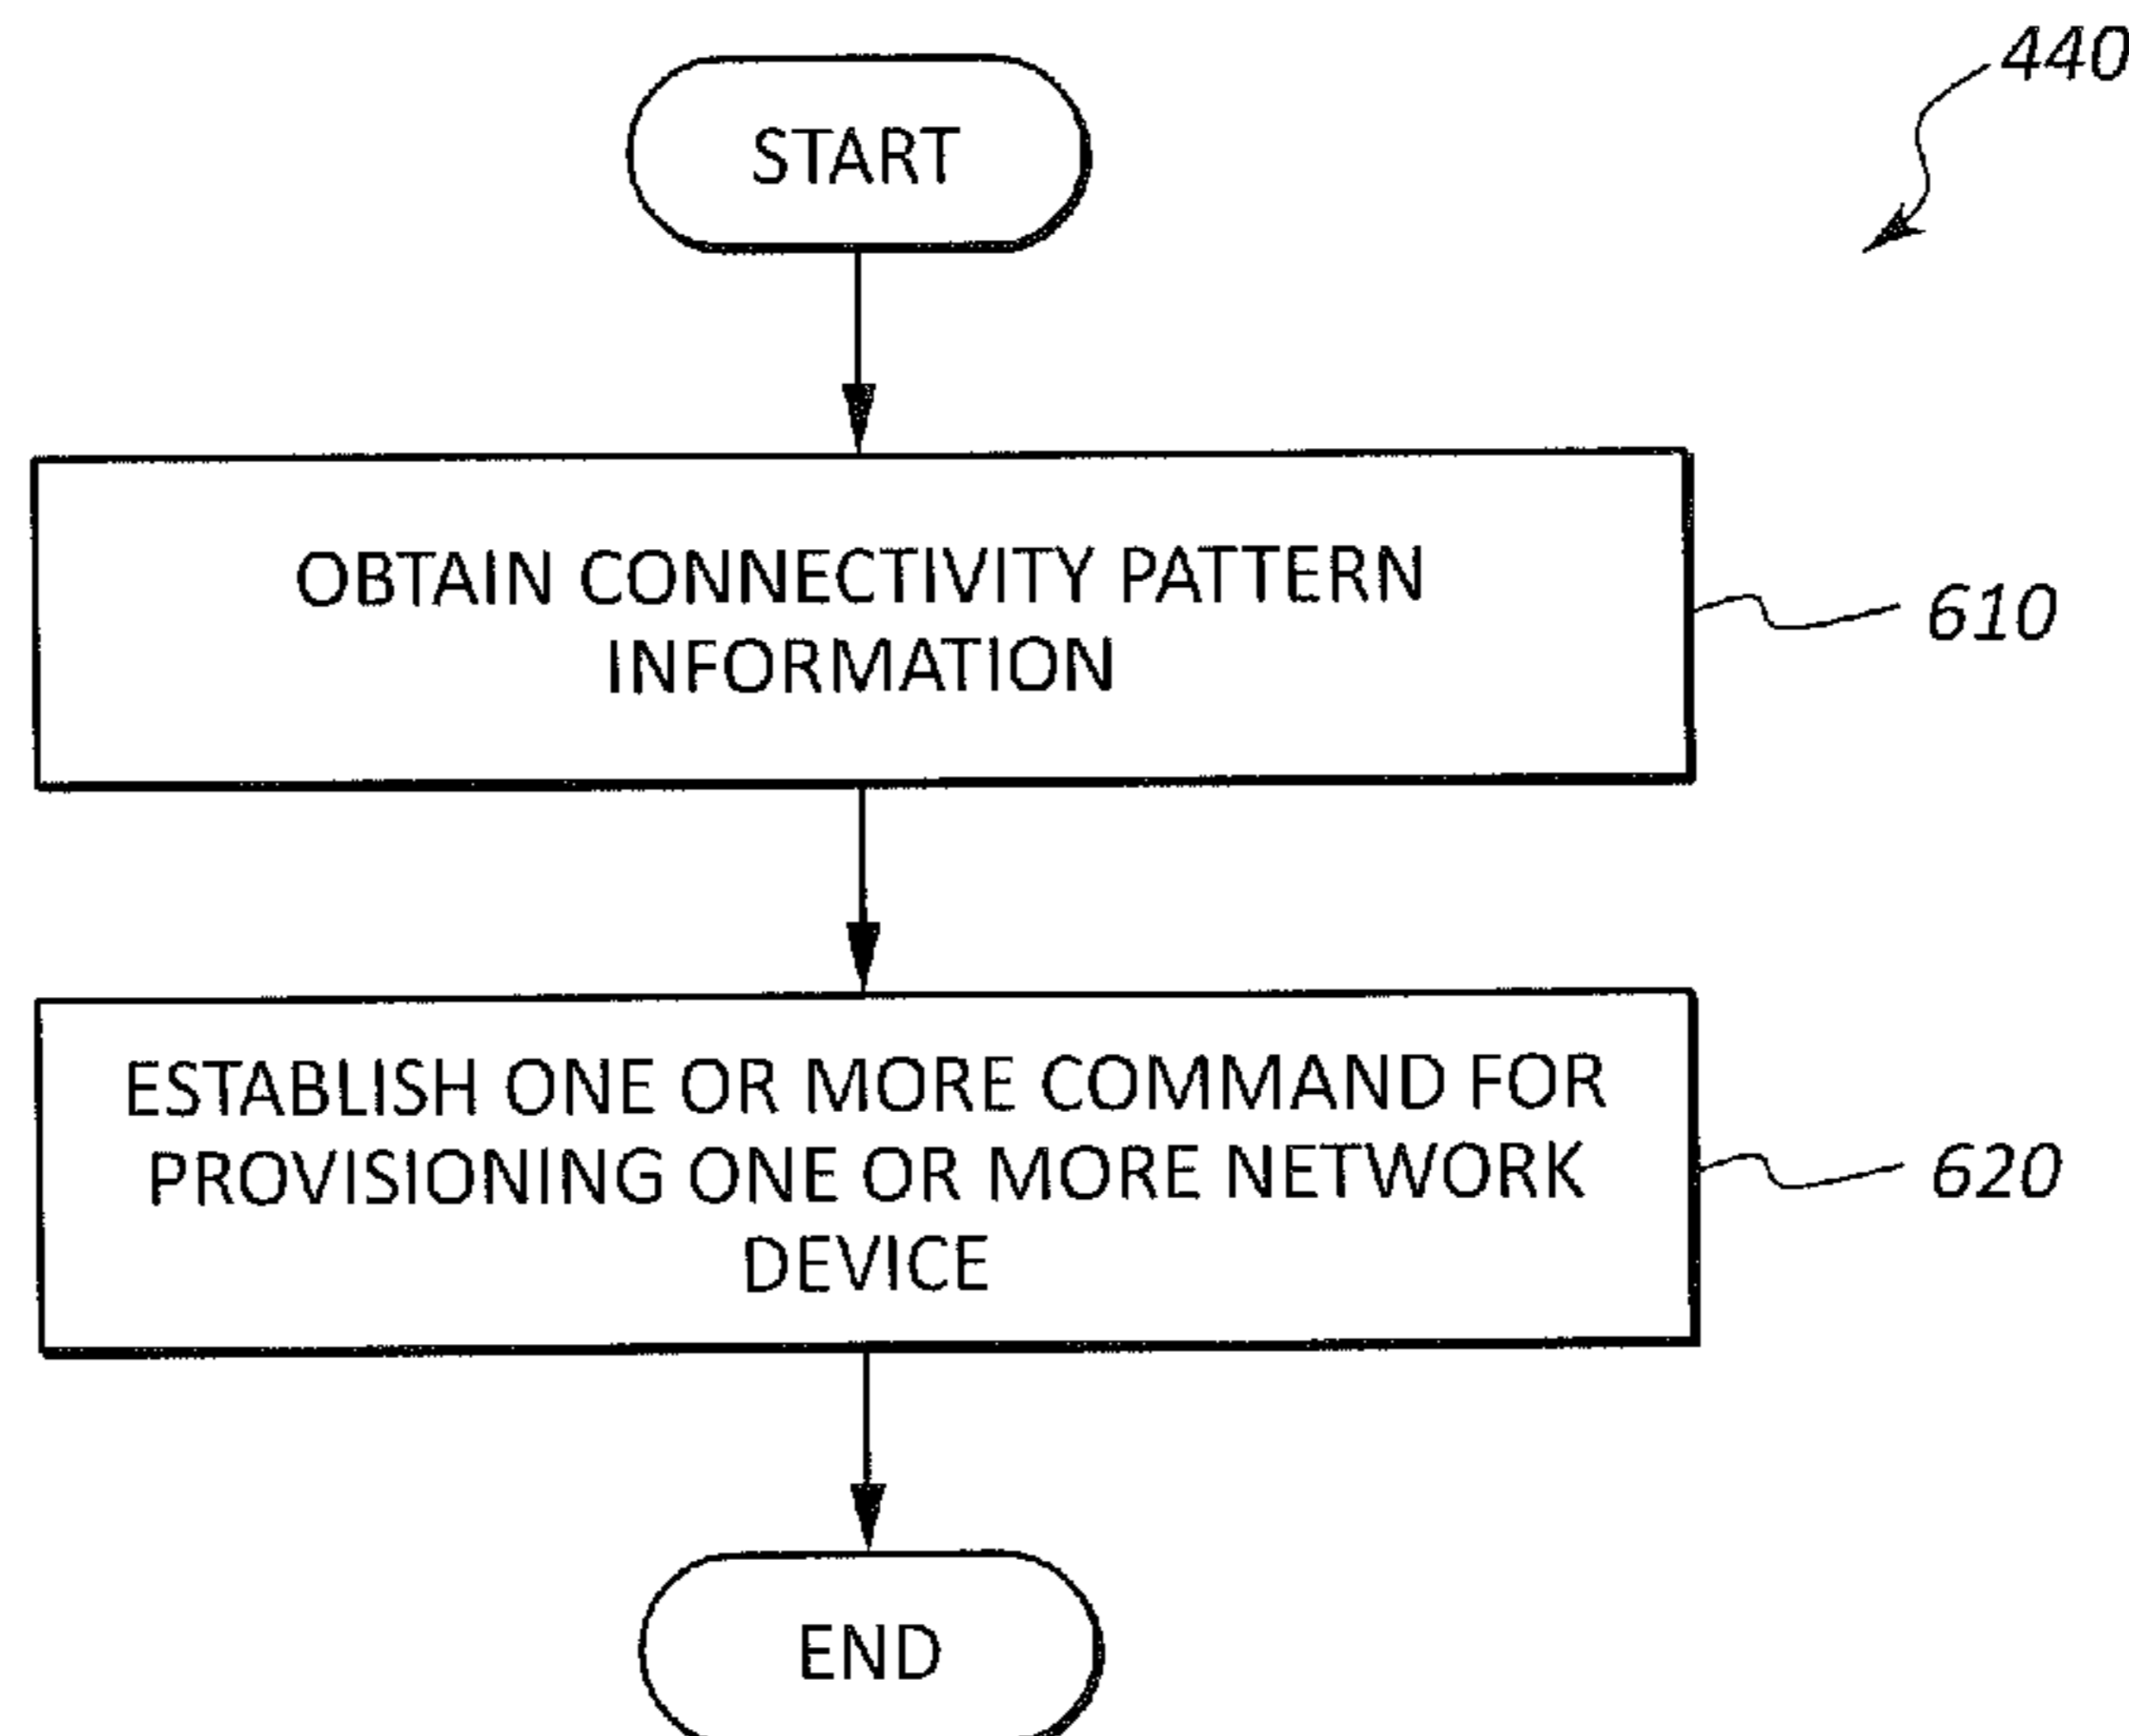 440
START
OBTAIN CONNECTIVITY PATTERN
INFORMATION
610
ESTABLISH ONE OR MORE COMMAND FOR
PROVISIONING ONE OR MORE NETWORK
DEVICE
620
END